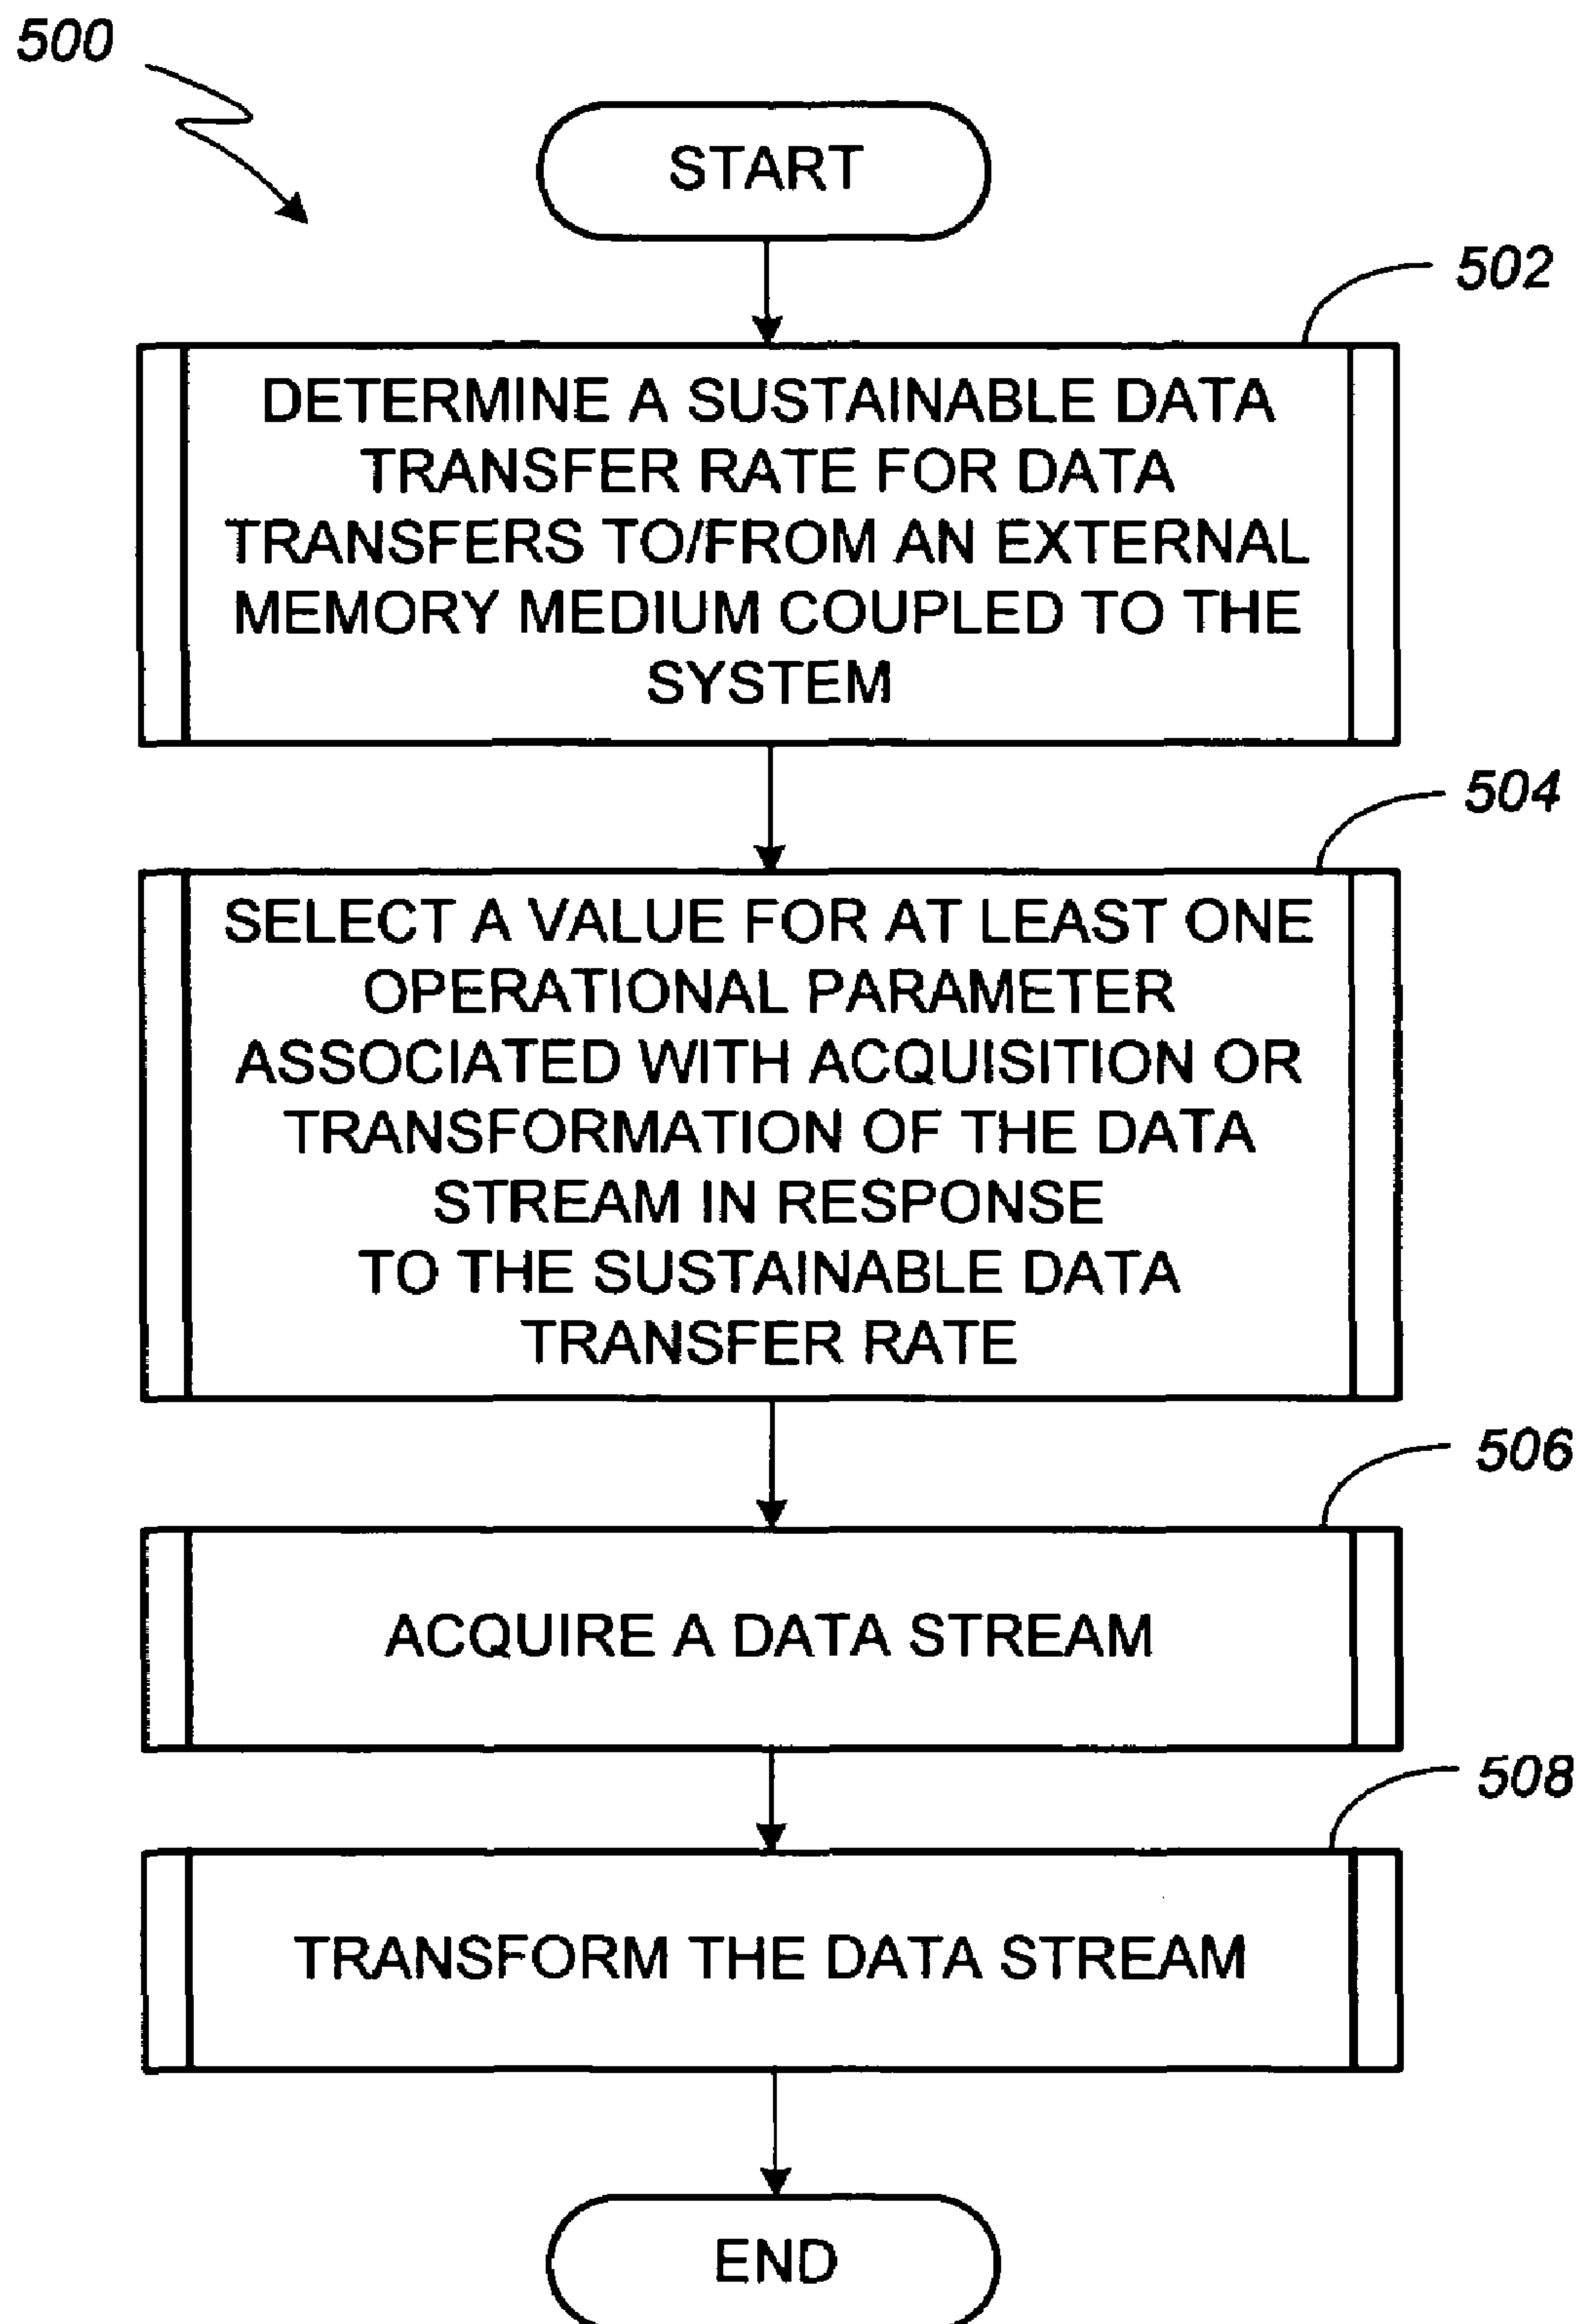 500
START
502
DETERMINE A SUSTAINABLE DATA
TRANSFER RATE FOR DATA
TRANSFERS TO/FROM AN EXTERNAL
MEMORY MEDIUM COUPLED TO THE
SYSTEM
504
SELECT A VALUE FOR AT LEAST ONE
OPERATIONAL PARAMETER
ASSOCIATED WITH ACQUISITION OR
TRANSFORMATION OF THE DATA
STREAM IN RESPONSE
TO THE SUSTAINABLE DATA
TRANSFER RATE
506
ACQUIRE A DATA STREAM
508
TRANSFORM THE DATA STREAM
END